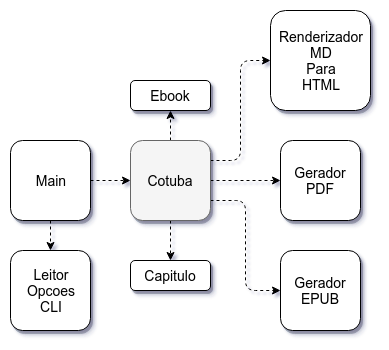 Renderizador
MD
Para
HTML
Ebook
Main
Cotuba
Gerador
PDF
Leitor
Opcoes
CLI
Capitulo
Gerador
EPUB